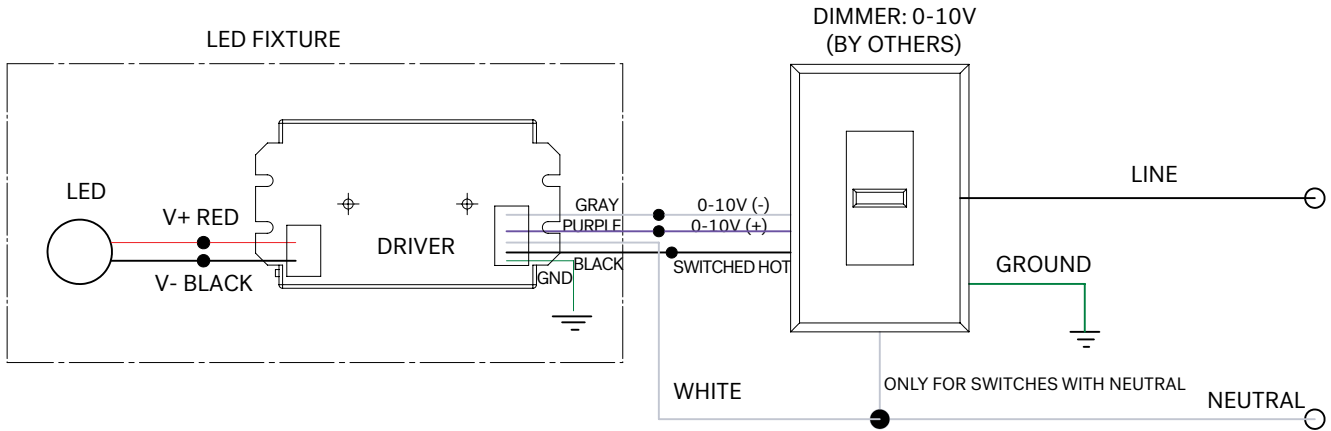 DIMMER: 0-10V
(BY OTHERS)
LED FIXTURE
LED
V+ RED
V- BLACK
DRIVER
GRAY
0-10V (-)
PURPLE
0-10V (+)
BLACK
SWITCHED HOT
GND
LINE
GROUND
WHITE
ONLY FOR SWITCHES WITH NEUTRAL
NEUTRAL